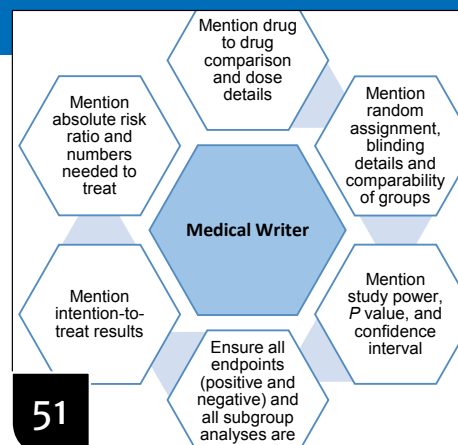 Mention drug
to drug
comparison
and dose
details
Mention
random
assignment,
blinding
details and
comparability
of groups
Mention
study power,
P value, and
confidence
interval
Ensure all
endpoints
(positive and
negative) and
all subgroup
analyses are
Mention
intention-to-
treat results
Mention
absolute risk
ratio and
numbers
needed to
treat
Medical Writer
51